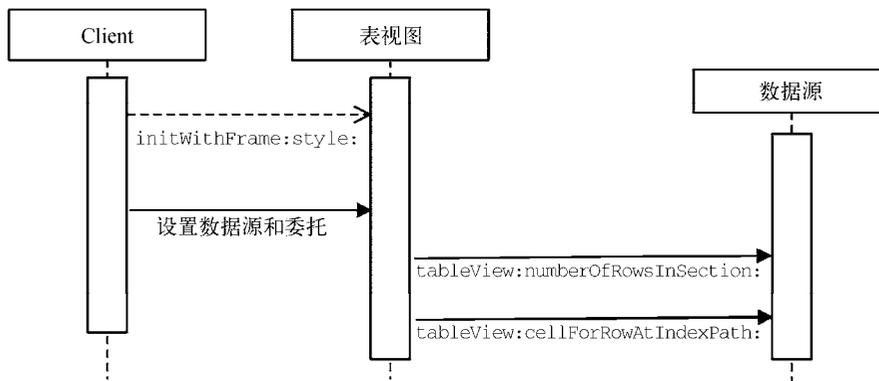 Client
表视图
数据源
initWithFrame:style:
设置数据源和委托
tableView:numberOfRowsInSection:
tableView:cellForRowAtIndexPath: